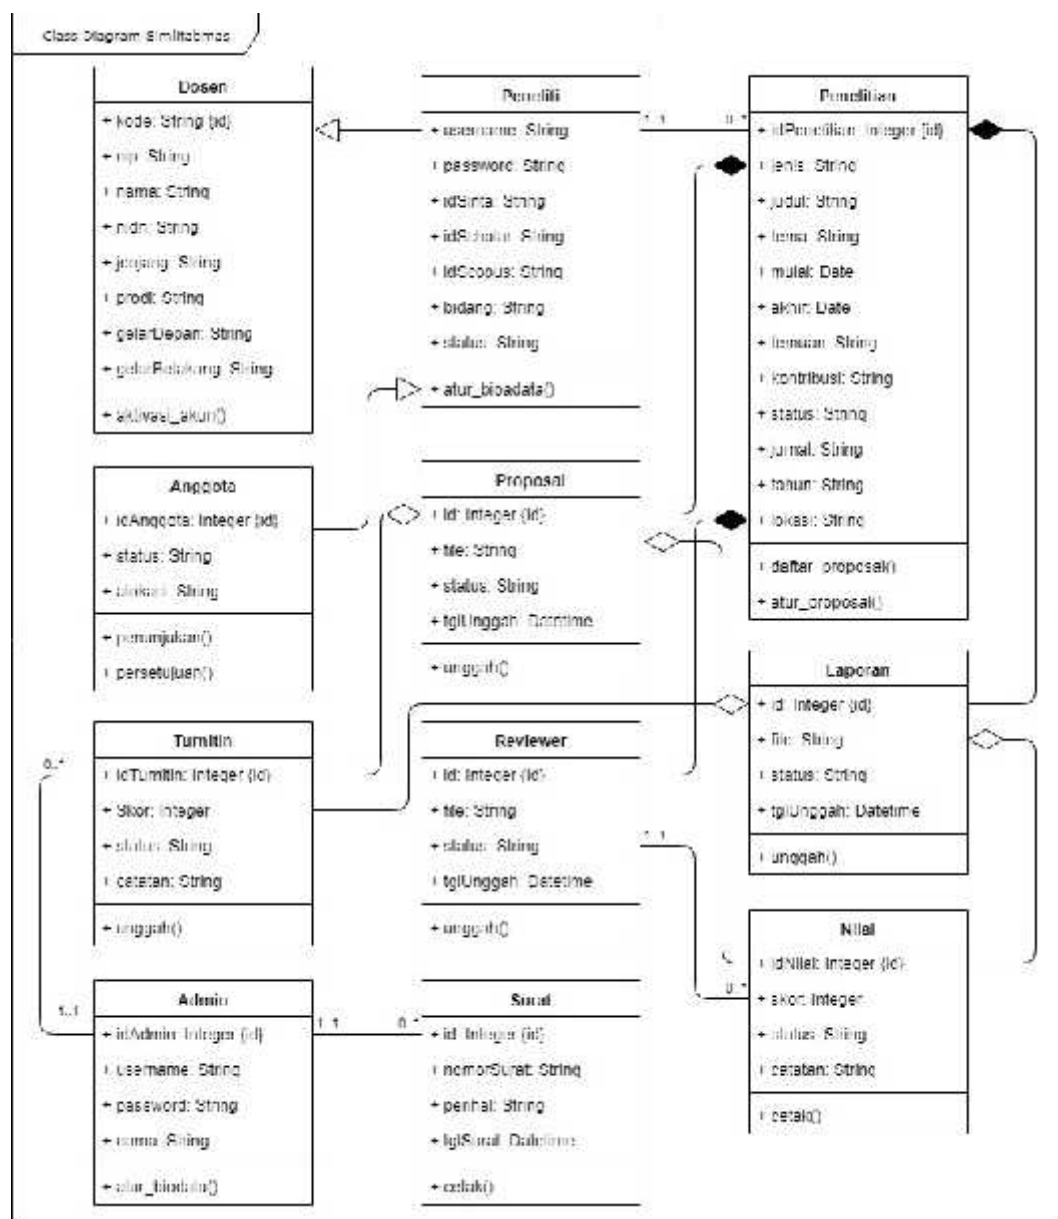 Class Diagram Simlitabmas
Dosen
+ kode: String {id}
+ nip: String
+ nama: String
+ nidn: String
+ jenjang: String
+ prodi: String
+ gelarDepan: String
+ gelarBelakang: String
+ aktivasi_akun()
Peneliti
+ username: String
+ password: String
+ idSinta: String
+ idScholar: String
+ idScopus: String
+ bidang: String
+ status: String
+ atur_bioadata()
1..1
0..*
Penelitian
+ idPenelitian: Integer {id}
+ jenis: String
+ judul: String
+ tema: String
+ mulai: Date
+ akhir: Date
+ temuan: String
+ kontribusi: String
+ status: String
+ jurnal: String
+ tahun: String
+ lokasi: String
+ daftar_proposal()
+ atur_proposal()
Anggota
+ idAnggota: Integer {id}
+ status: String
+ alokasi: String
+ penunjukan()
+ persetujuan()
Proposal
+ id: Integer {id}
+ file: String
+ status: String
+ tglUnggah: Datetime
+ unggah()
Laporan
+ id: Integer {id}
+ file: String
+ status: String
+ tglUnggah: Datetime
+ unggah()
Turnitin
+ idTurnitin: Integer {id}
+ Skor: Integer
+ status: String
+ catatan: String
+ unggah()
0..*
Reviewer
+ id: Integer {id}
+ file: String
+ status: String
+ tglUnggah: Datetime
+ unggah()
1..1
0..*
Nilai
+ idNilai: Integer {id}
+ skor: Integer
+ status: String
+ catatan: String
+ cetak()
1..1
Admin
+ idAdmin: Integer {id}
+ username: String
+ password: String
+ nama: String
+ atur_biodata()
1..1
0..*
Surat
+ id: Integer {id}
+ nomorSurat: String
+ perihal: String
+ tglSurat: Datetime
+ cetak()